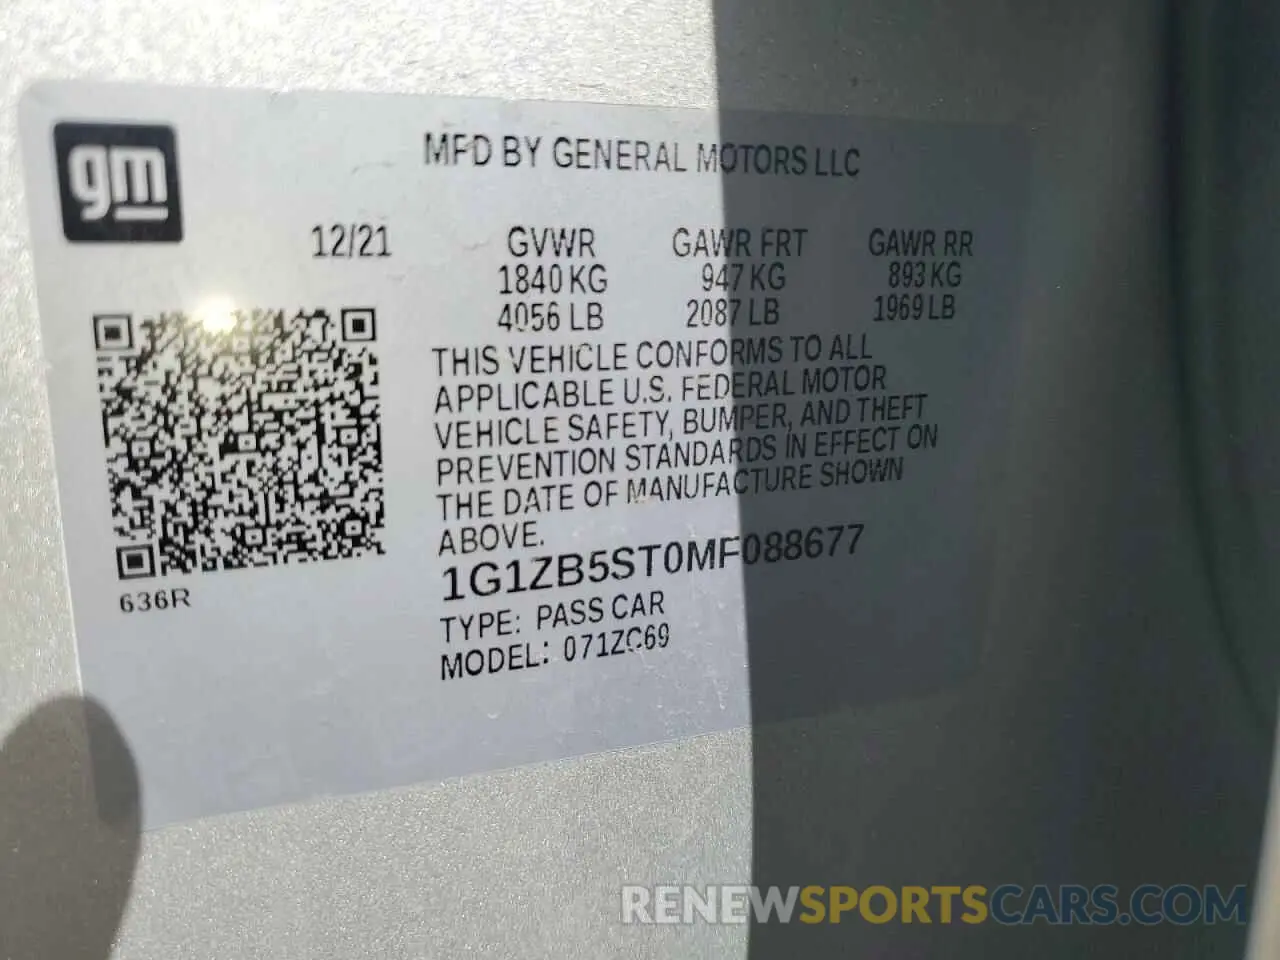 gm
MFD BY GENERAL MOTORS LLC
12/21 GVWR GAWR FRT GAWR RR
1840 KG 947 KG 893 KG
4056 LB 2087 LB 1969 LB
THIS VEHICLE CONFORMS TO ALL
APPLICABLE U.S. FEDERAL MOTOR
VEHICLE SAFETY, BUMPER, AND THEFT
PREVENTION STANDARDS IN EFFECT ON
THE DATE OF MANUFACTURE SHOWN
ABOVE.
1G1ZB5ST0MF088677
636R
TYPE: PASS CAR
MODEL: 071ZC69
RENEWSPORTSCARS.COM